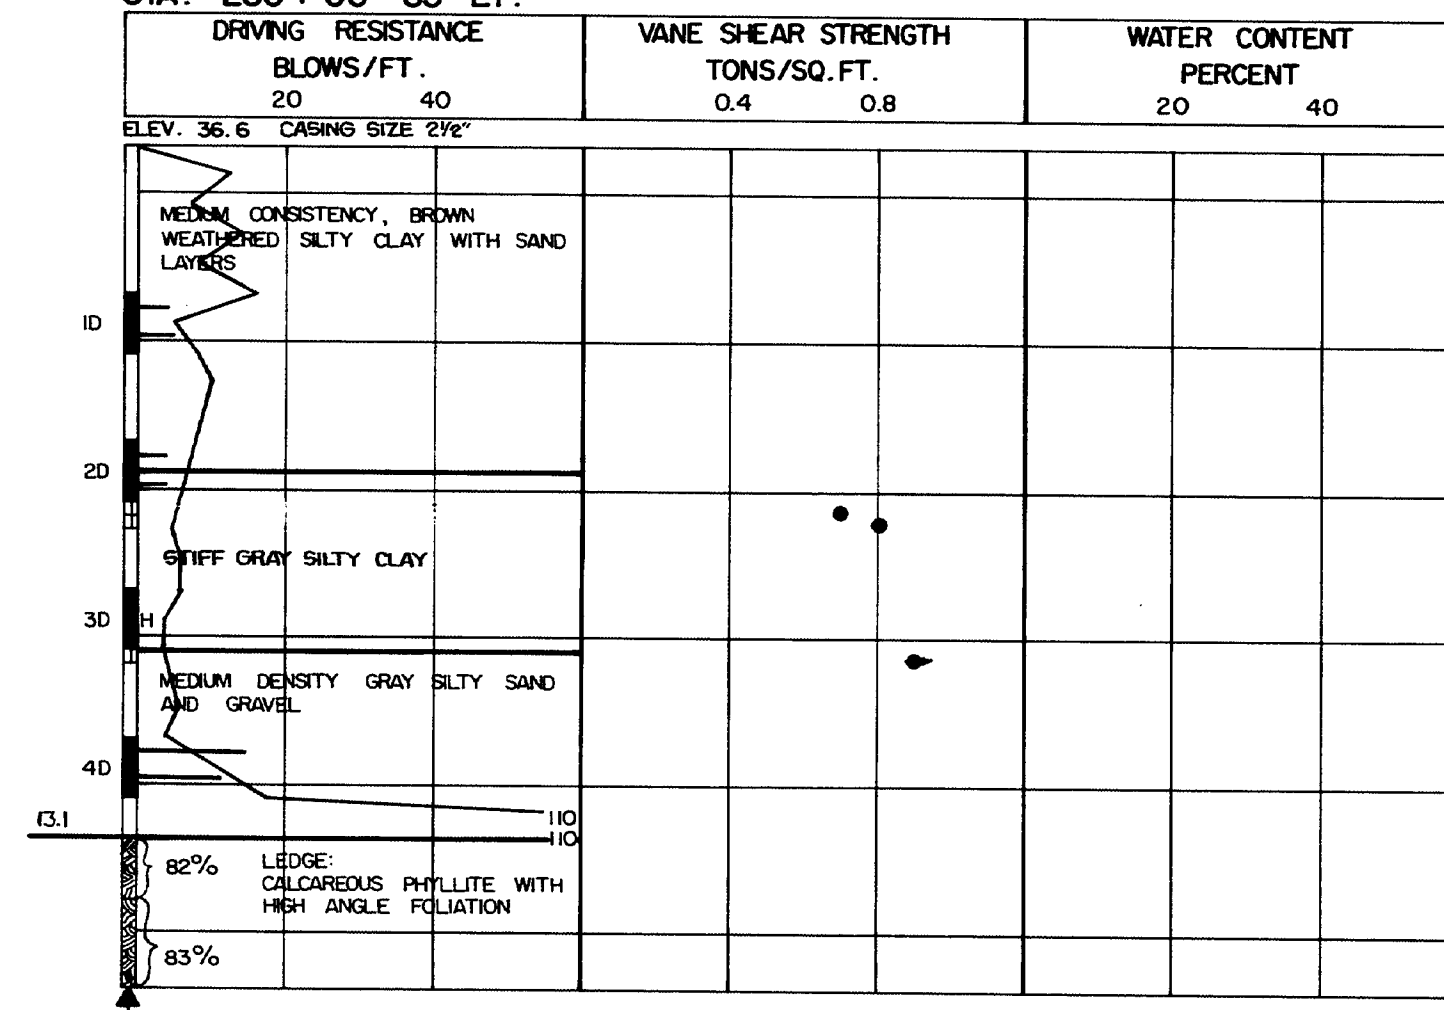 DRIVING RESISTANCE
BLOWS/FT.
20 40
VANE SHEAR STRENGTH
TONS/SQ.FT.
0.4 0.8
WATER CONTENT
PERCENT
20 40
ELEV. 36.6 CASING SIZE 2½"
MEDIUM CONSISTENCY, BROWN
WEATHERED SILTY CLAY WITH SAND
LAYERS
1D
2D
STIFF GRAY SILTY CLAY
3D H
MEDIUM DENSITY GRAY SILTY SAND
AND GRAVEL
4D
13.1
110
110
82%
LEDGE:
CALCAREOUS PHYLLITE WITH
HIGH ANGLE FOLIATION
83%